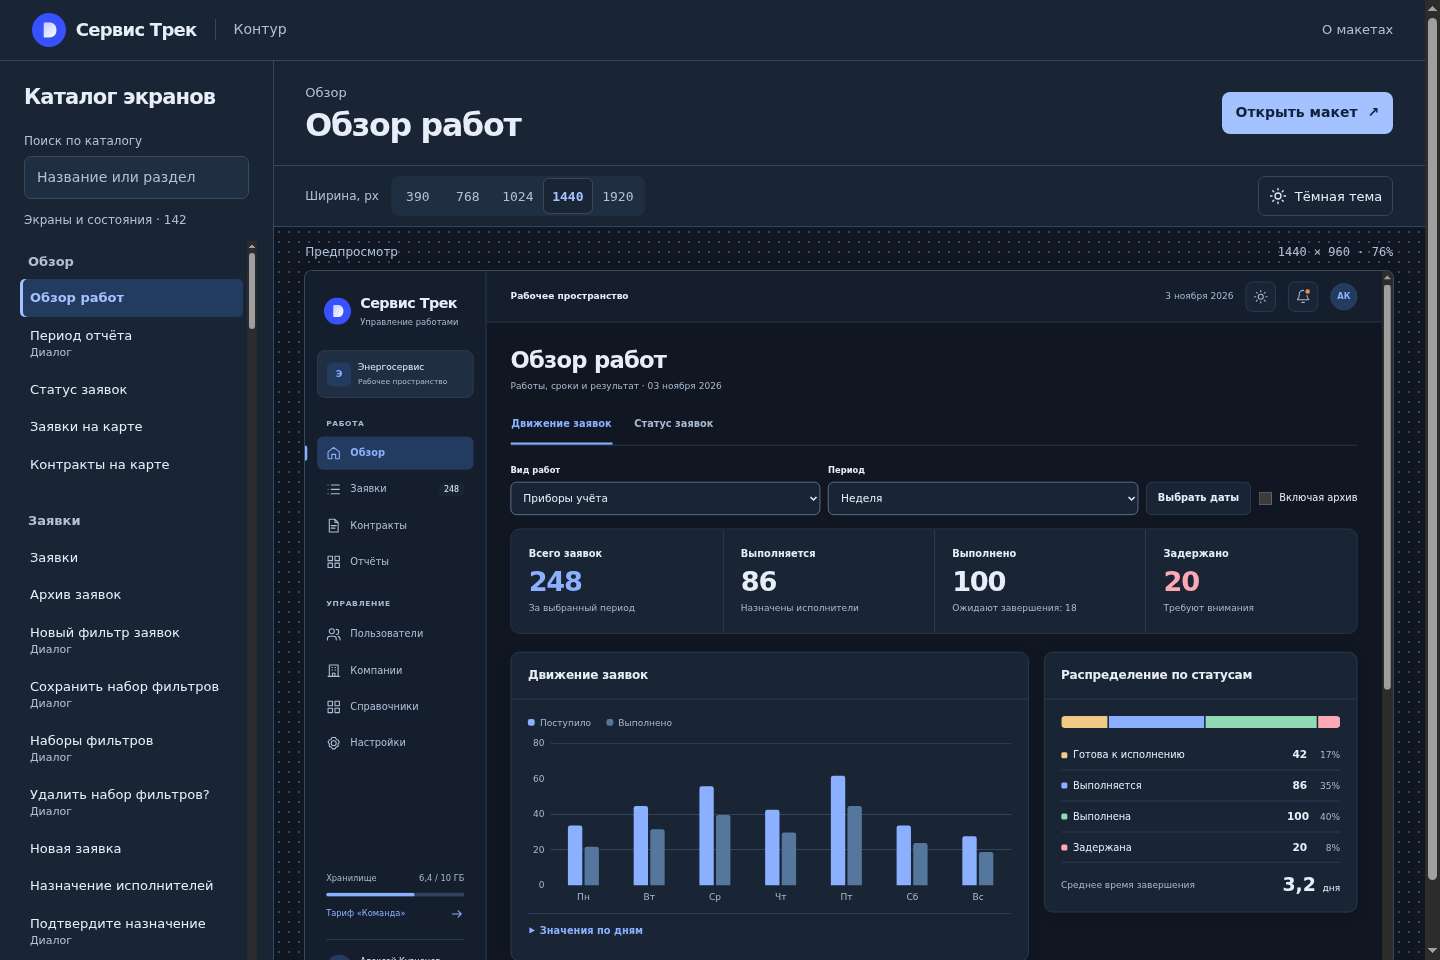 Сервис Трек
Контур
О макетах
Каталог экранов
Поиск по каталогу
Название или раздел
Экраны и состояния · 142
Обзор
Обзор работ
Период отчёта
Диалог
Статус заявок
Заявки на карте
Контракты на карте
Заявки
Заявки
Архив заявок
Новый фильтр заявок
Диалог
Сохранить набор фильтров
Диалог
Наборы фильтров
Диалог
Удалить набор фильтров?
Диалог
Новая заявка
Назначение исполнителей
Подтвердите назначение
Диалог
Обзор
Обзор работ
Открыть макет ↗
Ширина, px
390 768 1024 1440 1920
Тёмная тема
Предпросмотр
1440 × 960 · 76%
Сервис Трек
Управление работами
Э
Энергосервис
Рабочее пространство
РАБОТА
Обзор
Заявки 248
Контракты
Отчёты
УПРАВЛЕНИЕ
Пользователи
Компании
Справочники
Настройки
Хранилище 6,4 / 10 ГБ
Тариф «Команда» →
Рабочее пространство
3 ноября 2026
АК
Обзор работ
Работы, сроки и результат · 03 ноября 2026
Движение заявок
Статус заявок
Вид работ
Приборы учёта
Период
Неделя
Выбрать даты
Включая архив
Всего заявок
248
За выбранный период
Выполняется
86
Назначены исполнители
Выполнено
100
Ожидают завершения: 18
Задержано
20
Требуют внимания
Движение заявок
Поступило Выполнено
80
60
40
20
0
Пн Вт Ср Чт Пт Сб Вс
Значения по дням
Распределение по статусам
Готова к исполнению 42 17%
Выполняется 86 35%
Выполнена 100 40%
Задержана 20 8%
Среднее время завершения 3,2 дня